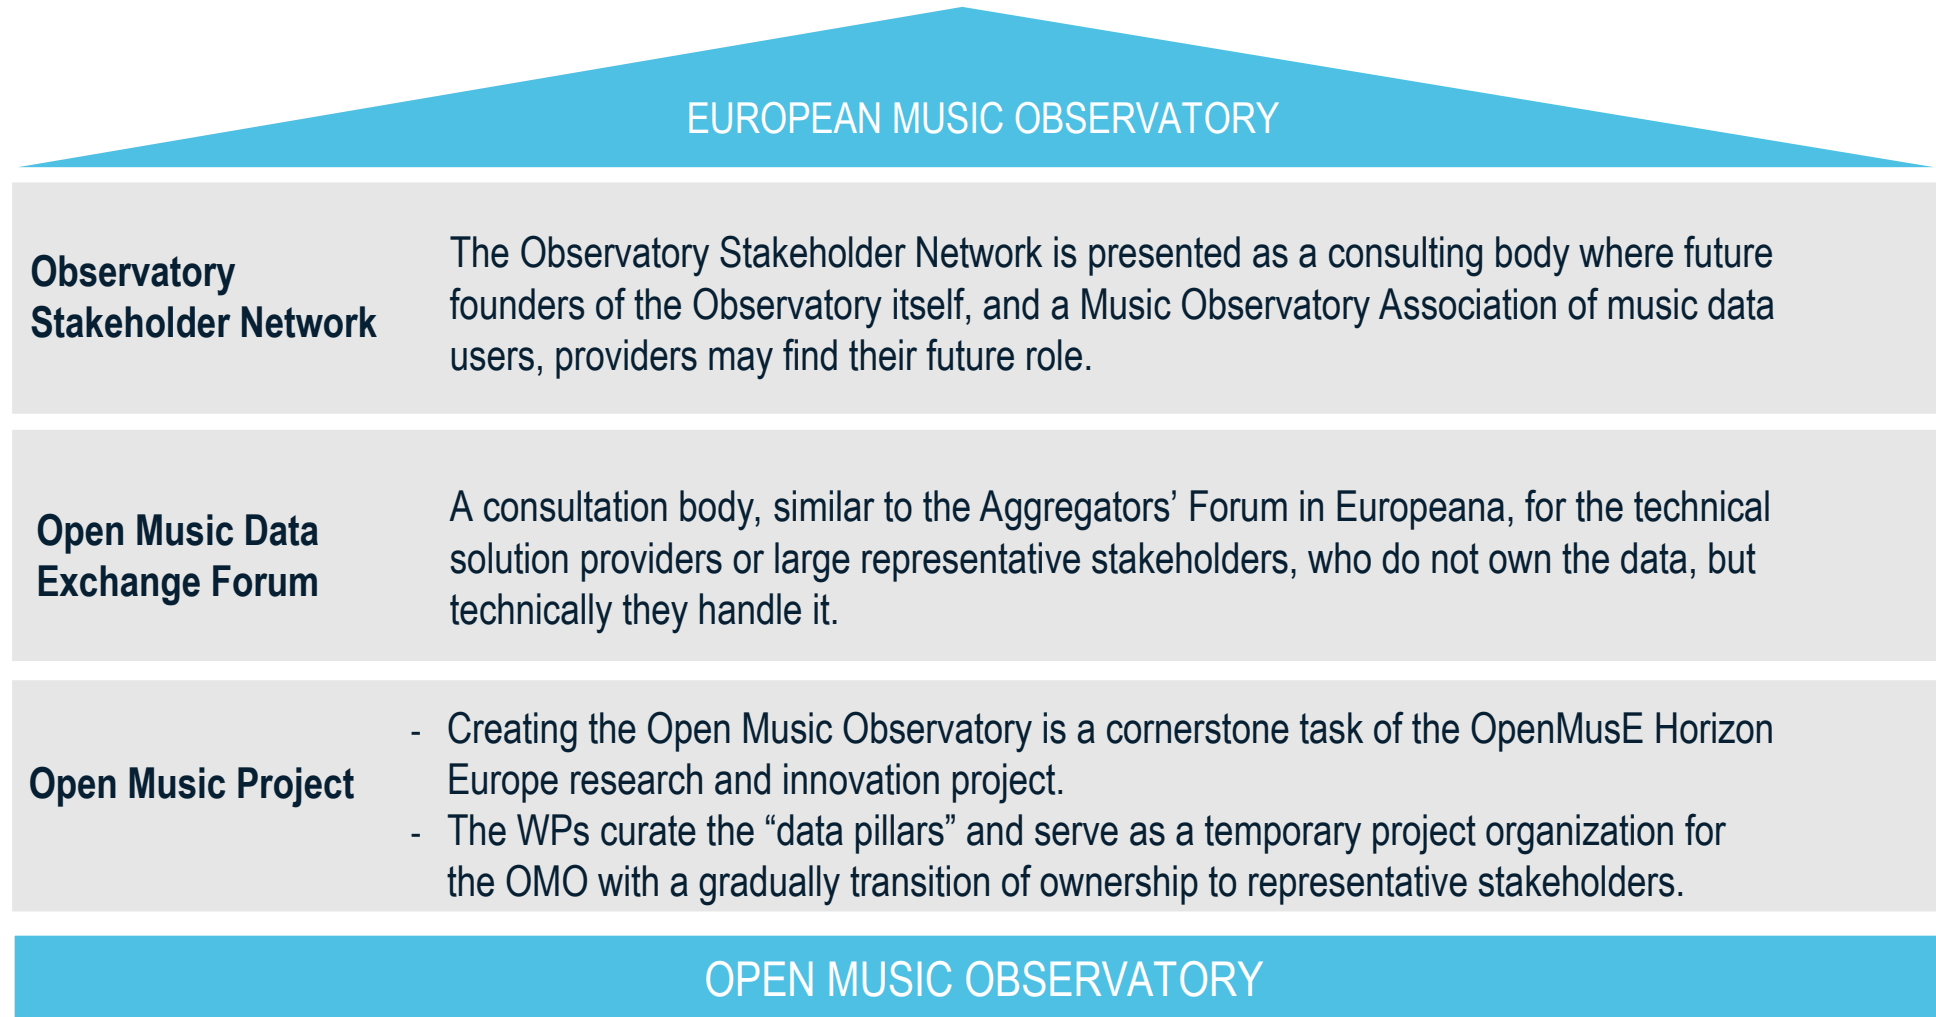 EUROPEAN MUSIC OBSERVATORY
Observatory
Stakeholder Network
The Observatory Stakeholder Network is presented as a consulting body where future
founders of the Observatory itself, and a Music Observatory Association of music data
users, providers may find their future role.
Open Music Data
Exchange Forum
A consultation body, similar to the Aggregators’ Forum in Europeana, for the technical
solution providers or large representative stakeholders, who do not own the data, but
technically they handle it.
Open Music Project
- Creating the Open Music Observatory is a cornerstone task of the OpenMusE Horizon
Europe research and innovation project.
- The WPs curate the “data pillars” and serve as a temporary project organization for
the OMO with a gradually transition of ownership to representative stakeholders.
OPEN MUSIC OBSERVATORY